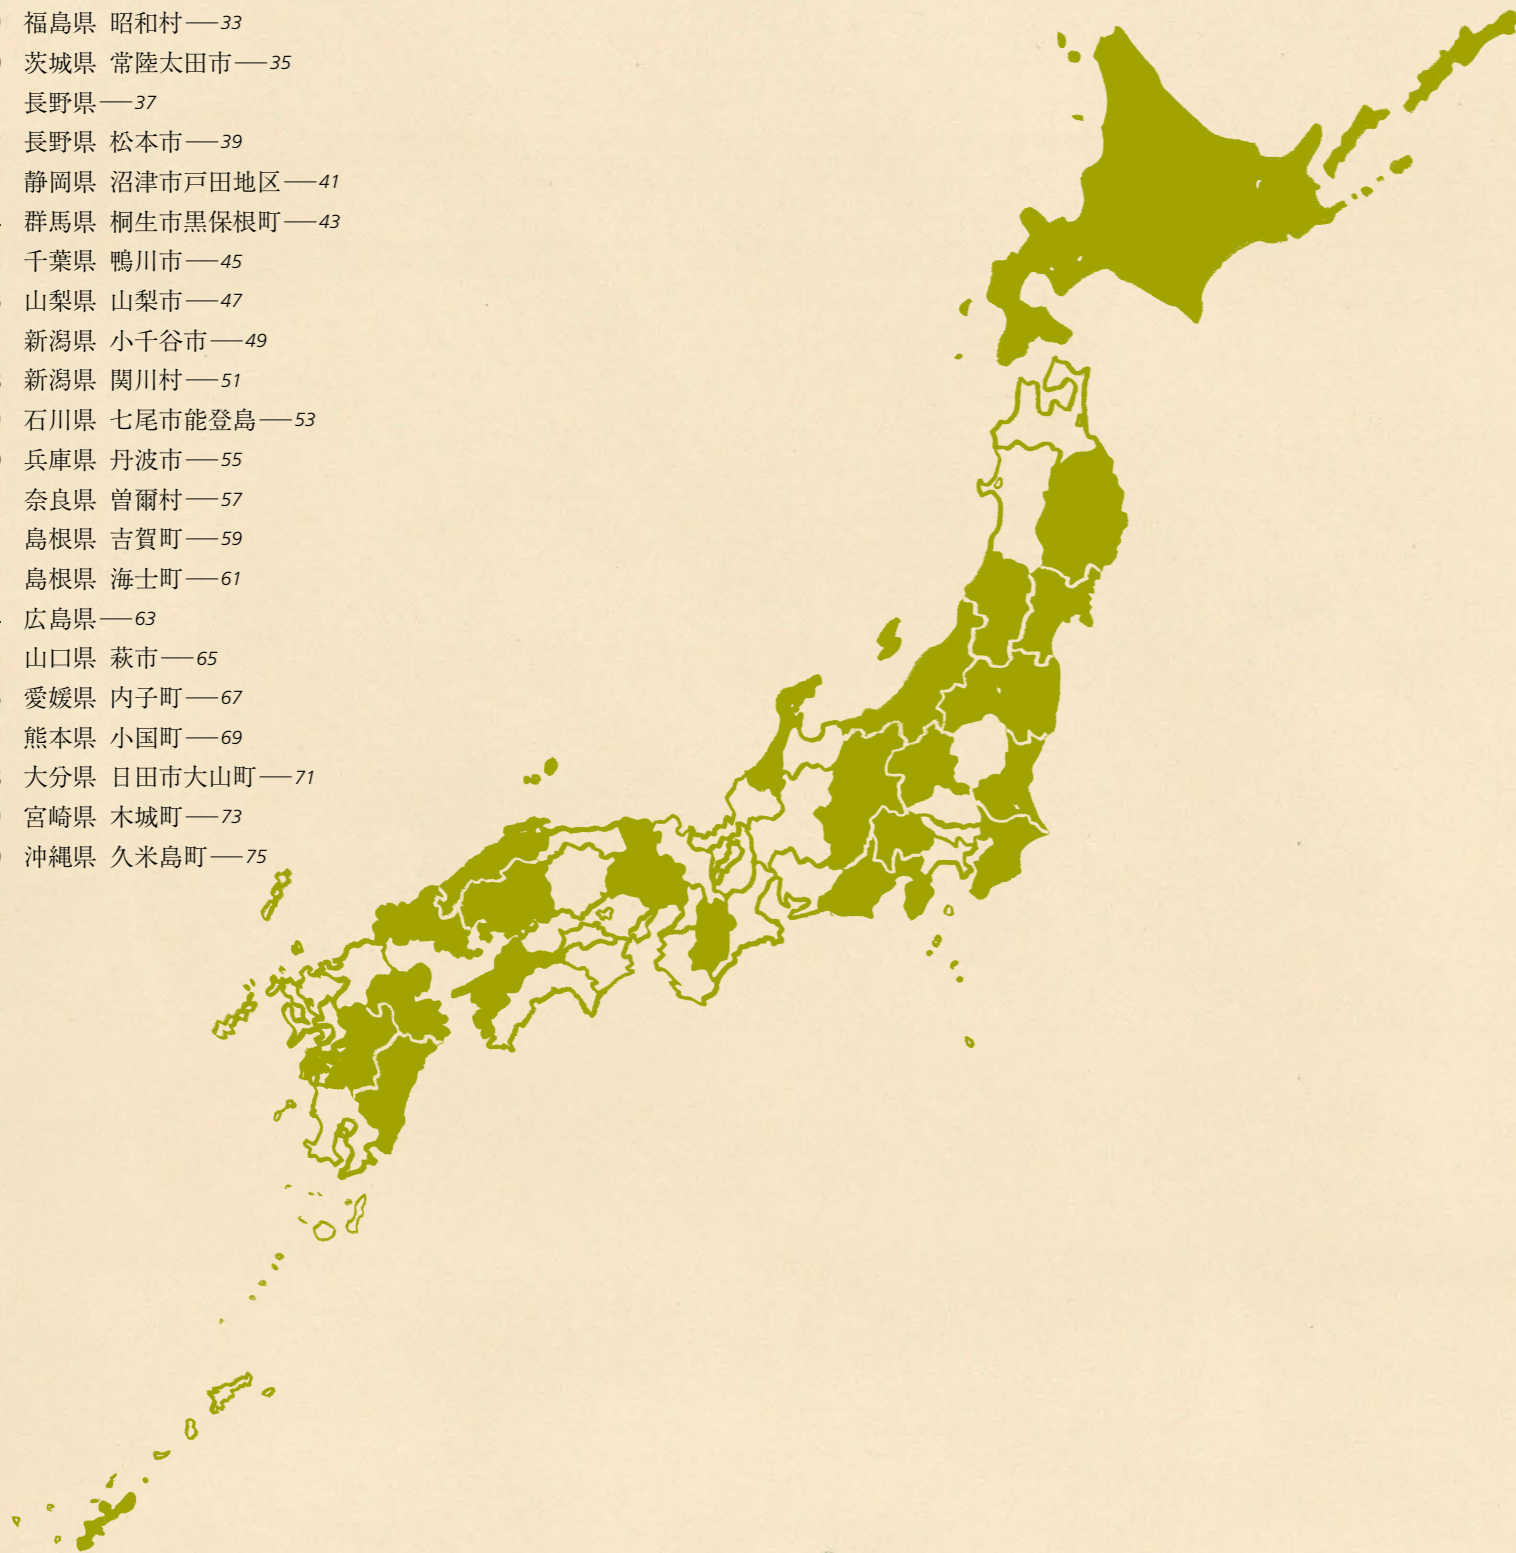 福島県 昭和村——33
茨城県 常陸太田市——35
長野県——37
長野県 松本市——39
静岡県 沼津市戸田地区——41
群馬県 桐生市黒保根町——43
千葉県 鴨川市——45
山梨県 山梨市——47
新潟県 小千谷市——49
新潟県 関川村——51
石川県 七尾市能登島——53
兵庫県 丹波市——55
奈良県 曽爾村——57
島根県 吉賀町——59
島根県 海士町——61
広島県——63
山口県 萩市——65
愛媛県 内子町——67
熊本県 小国町——69
大分県 日田市大山町——71
宮崎県 木城町——73
沖縄県 久米島町——75